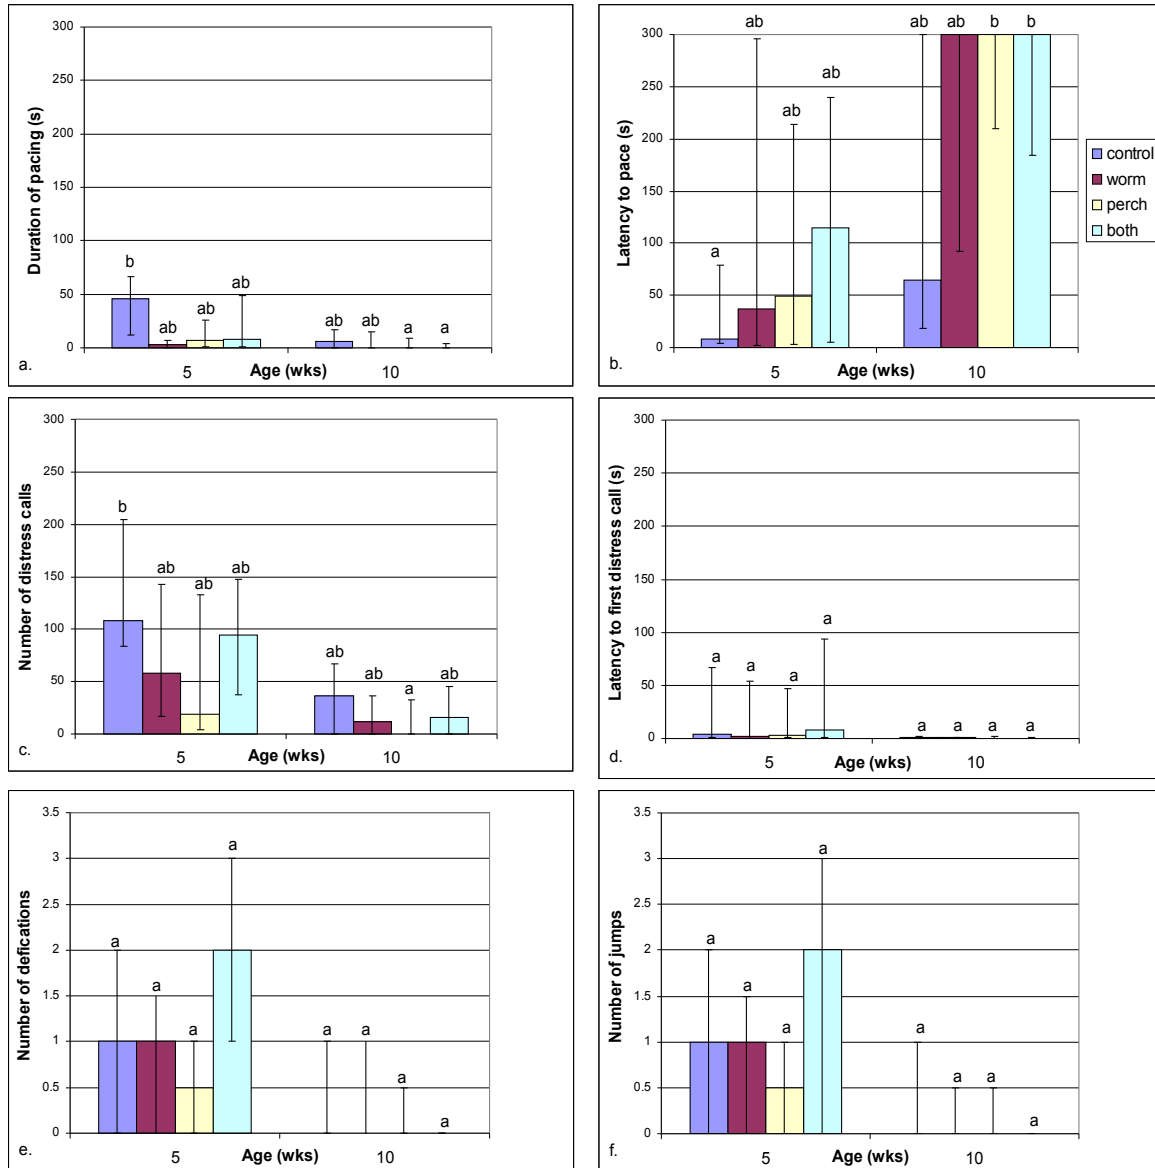 300
250
200
150
100
50
0
Duration of pacing (s)
b
ab
ab
ab
ab
ab
a
a
a.
5
Age (wks)
10
300
250
200
150
100
50
0
Latency to pace (s)
a
ab
ab
ab
ab
ab
b
b
b.
5
Age (wks)
10
control
worm
perch
both
300
250
200
150
100
50
0
Number of distress calls
b
ab
ab
ab
ab
ab
a
ab
c.
5
Age (wks)
10
300
250
200
150
100
50
0
Latency to first distress call (s)
a
a
a
a
a
a
a
a
d.
5
Age (wks)
10
3.5
3
2.5
2
1.5
1
0.5
0
Number of defications
a
a
a
a
a
a
a
a
e.
5
Age (wks)
10
3.5
3
2.5
2
1.5
1
0.5
0
Number of jumps
a
a
a
a
a
a
a
a
f.
5
Age (wks)
10